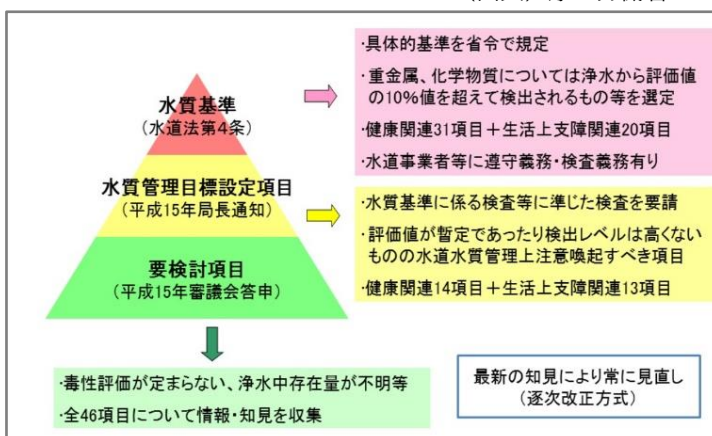 水質基準
(水道法第4条)
水質管理目標設定項目
(平成15年局長通知)
要検討項目
(平成15年審議会答申)
・具体的基準を省令で規定
・重金属、化学物質については浄水から評価値
の10%値を超えて検出されるもの等を選定
・健康関連31項目+生活上支障関連20項目
・水道事業者等に遵守義務・検査義務有り
・水質基準に係る検査等に準じた検査を要請
・評価値が暫定であったり検出レベルは高くない
ものの水道水質管理上注意喚起すべき項目
・健康関連14項目+生活上支障関連13項目
・毒性評価が定まらない、浄水中存在量が不明等
・全46項目について情報・知見を収集
最新の知見により常に見直し
(逐次改正方式)